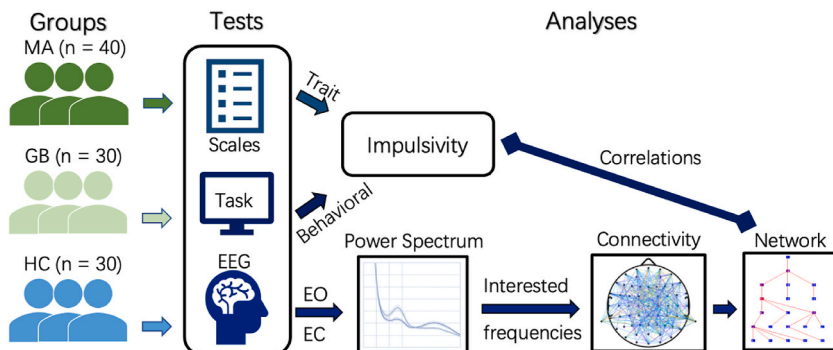 Groups
Tests
Analyses
MA (n = 40)
GB (n = 30)
HC (n = 30)
Scales
Task
EEG
Trait
Behavioral
Impulsivity
Correlations
EO
EC
Power Spectrum
Interested
frequencies
Connectivity
Network